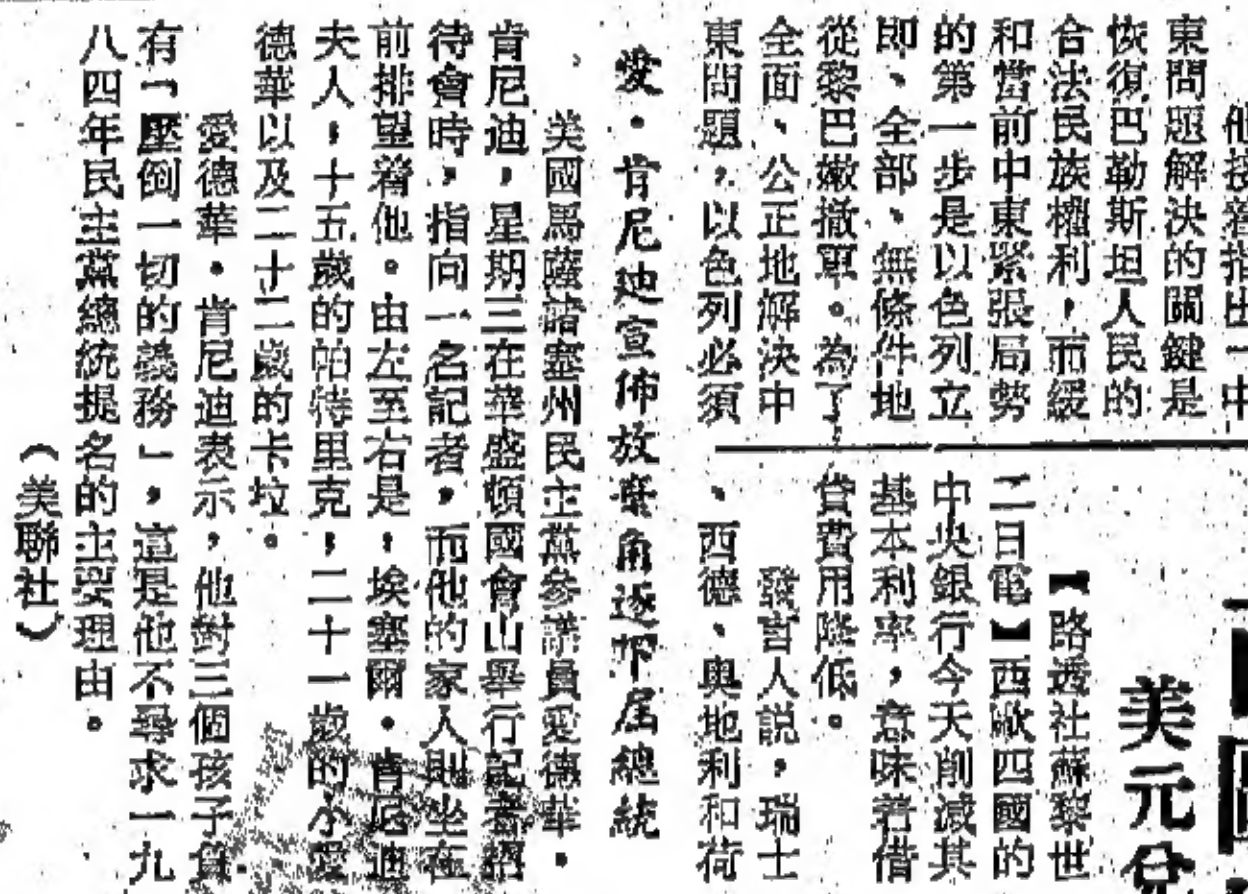 他接着指出一中
東問題解決的關鍵是
恢復巴勒斯坦人民的
合法民族權利，而緩
和當前中東緊張局勢
的第一步是以色列立
即、全部、無條件地
從黎巴嫩撤軍。為了
全面、公正地解決中
東問題，以色列必須
美元兌
【路透社蘇黎世
二日電】西歐四國的
中央銀行今天削減其
基本利率，意味着借
貸費用降低。
發言人説，瑞士
、西德、奧地利和荷
愛·肯尼迪宣佈放棄角逐下屆總統
美國馬薩諸塞州民主黨參議員愛德華·
肯尼迪，星期三在華盛頓國會山舉行記者招
待會時，指向一名記者，而他的家人則坐在
前排望着他。由左至右是：埃塞爾·肯尼迪
夫人，十五歲的帕特里克；二十一歲的小愛
德華以及二十二歲的卡垃。
愛德華·肯尼迪表示，他對三個孩子負
有「壓倒一切的義務」，這是他不尋求一九
八四年民主黨總統提名的主要理由。
（美聯社）